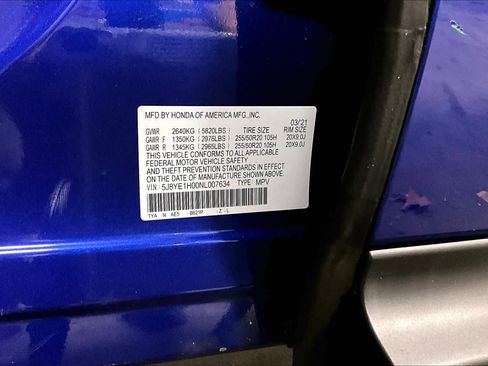 MFD.BY HONDA OF AMERICA MFG.,INC. 03/21
GVWR 2640KG (5820LBS) TIRE SIZE RIM SIZE
GAWR F 1350KG (2976LBS) 255/50R20 105H 20X9.0J
GAWR R 1345KG (2965LBS) 255/50R20 105H 20X9.0J
THIS VEHICLE CONFORMS TO ALL APPLICABLE
FEDERAL MOTOR VEHICLE SAFETY
AND THEFT PREVENTION STANDARDS IN EFFECT
ON THE DATE OF MANUFACTURE SHOWN ABOVE.
V.I.N: 5J8YE1H00NL007634 TYPE: MPV
TYA N AE5 B621P Z-L